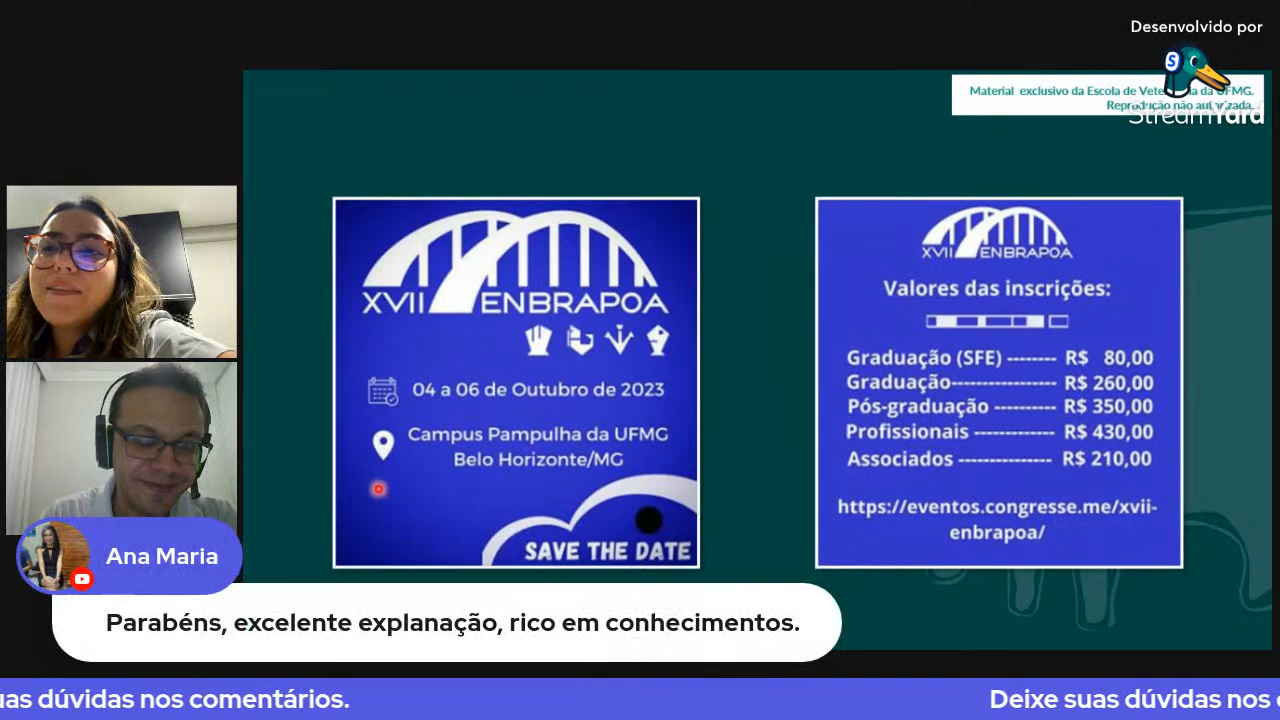 Desenvolvido por
S
StreamYard
Material exclusivo da Escola de da UFMG.
Reprodução não autorizada.
XVII ENBRAPOA
04 a 06 de Outubro de 2023
Campus Pampulha da UFMG
Belo Horizonte/MG
SAVE THE DATE
XVII ENBRAPOA
Valores das inscrições:
Graduação (SFE) -------- R$ 80,00
Graduação----------------- R$ 260,00
Pós-graduação ---------- R$ 350,00
Profissionais ------------- R$ 430,00
Associados --------------- R$ 210,00
https://eventos.congresse.me/xvii-
enbrapoa/
Ana Maria
Parabéns, excelente explanação, rico em conhecimentos.
uas dúvidas nos comentários.
Deixe suas dúvidas nos